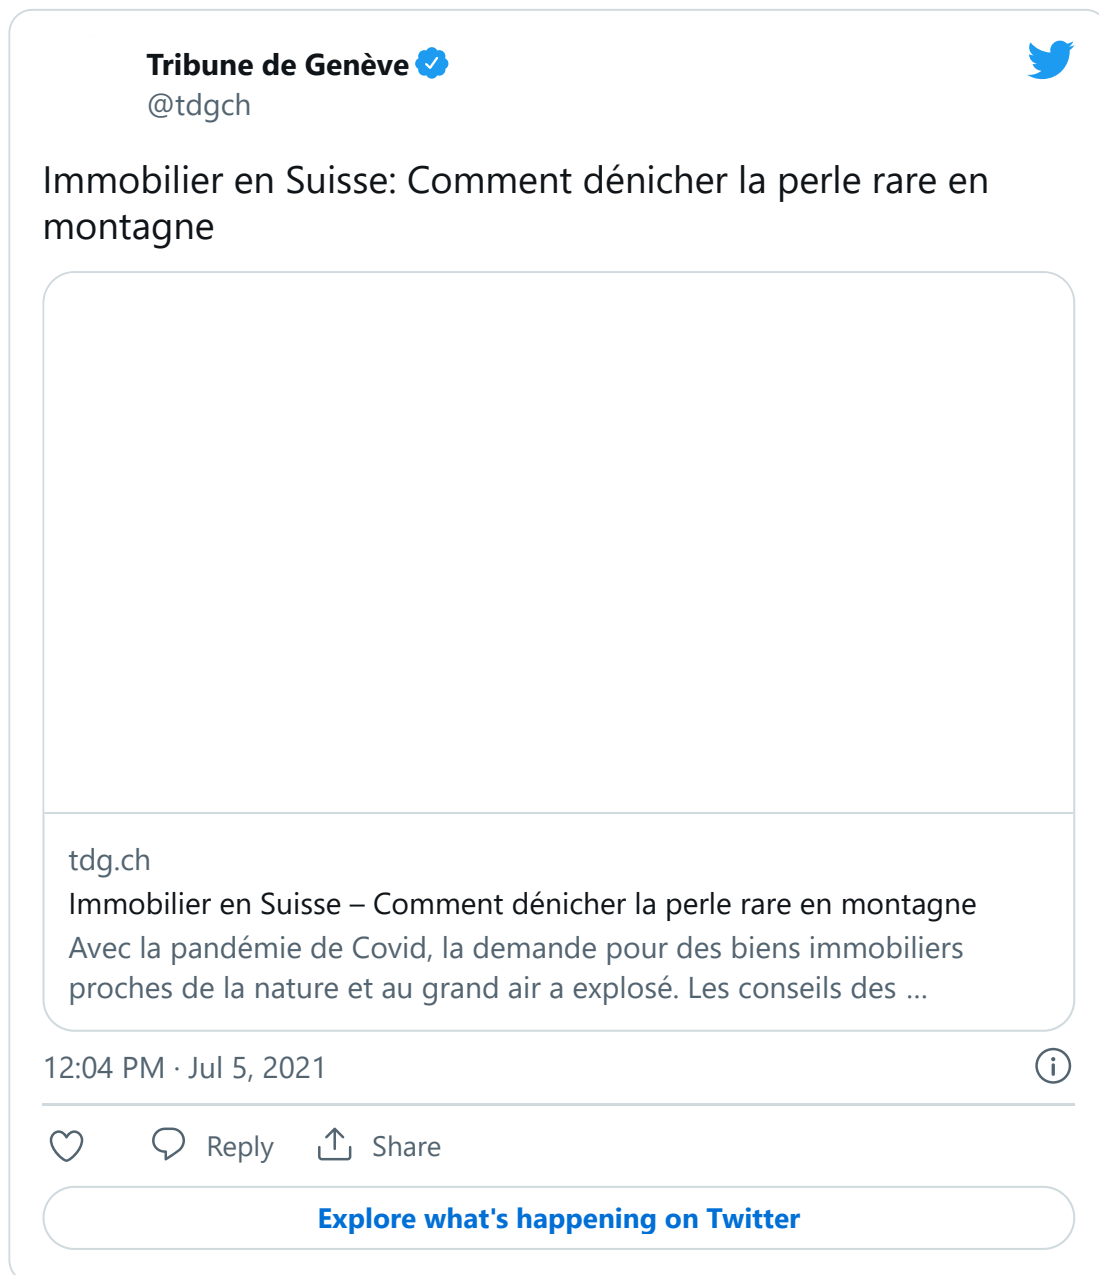 Tribune de Genève
@tdgch
Immobilier en Suisse: Comment dénicher la perle rare en
montagne
tdg.ch
Immobilier en Suisse – Comment dénicher la perle rare en montagne
Avec la pandémie de Covid, la demande pour des biens immobiliers
proches de la nature et au grand air a explosé. Les conseils des ...
12:04 PM · Jul 5, 2021
Reply Share
Explore what's happening on Twitter